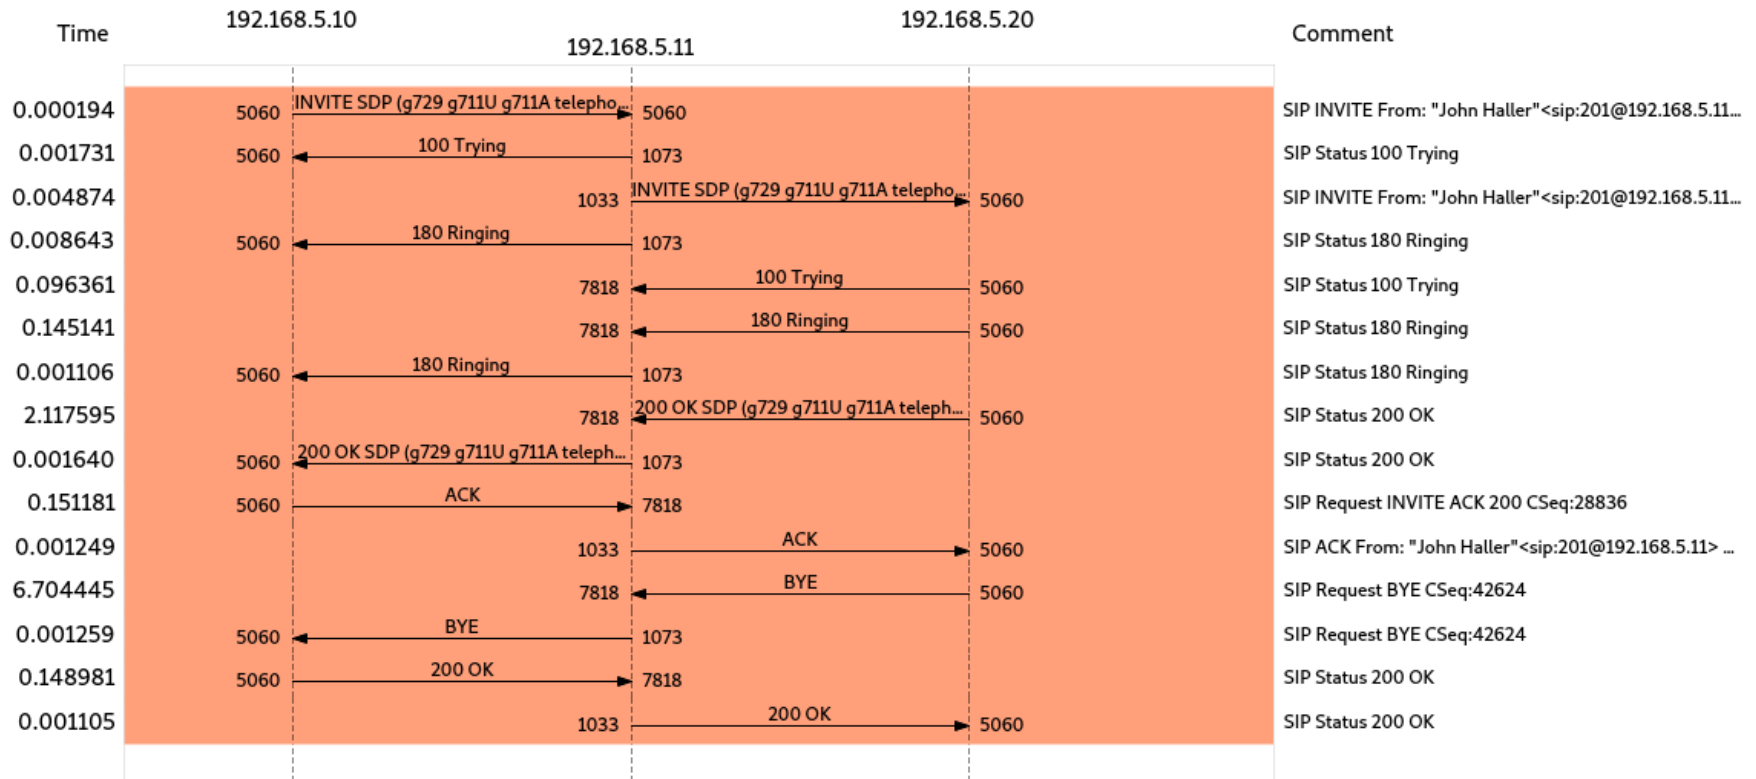 192.168.5.10 192.168.5.20
Time 192.168.5.11 Comment
0.000194 5060 INVITE SDP (g729 g711U g711A telepho... 5060 SIP INVITE From: "John Haller"<sip:201@192.168.5.11...
0.001731 5060 100 Trying 1073 SIP Status 100 Trying
0.004874 1033 INVITE SDP (g729 g711U g711A telepho... 5060 SIP INVITE From: "John Haller"<sip:201@192.168.5.11...
0.008643 5060 180 Ringing 1073 SIP Status 180 Ringing
0.096361 7818 100 Trying 5060 SIP Status 100 Trying
0.145141 7818 180 Ringing 5060 SIP Status 180 Ringing
0.001106 5060 180 Ringing 1073 SIP Status 180 Ringing
2.117595 7818 200 OK SDP (g729 g711U g711A teleph... 5060 SIP Status 200 OK
0.001640 5060 200 OK SDP (g729 g711U g711A teleph... 1073 SIP Status 200 OK
0.151181 5060 ACK 7818 SIP Request INVITE ACK 200 CSeq:28836
0.001249 1033 ACK 5060 SIP ACK From: "John Haller"<sip:201@192.168.5.11> ...
6.704445 7818 BYE 5060 SIP Request BYE CSeq:42624
0.001259 5060 BYE 1073 SIP Request BYE CSeq:42624
0.148981 5060 200 OK 7818 SIP Status 200 OK
0.001105 1033 200 OK 5060 SIP Status 200 OK